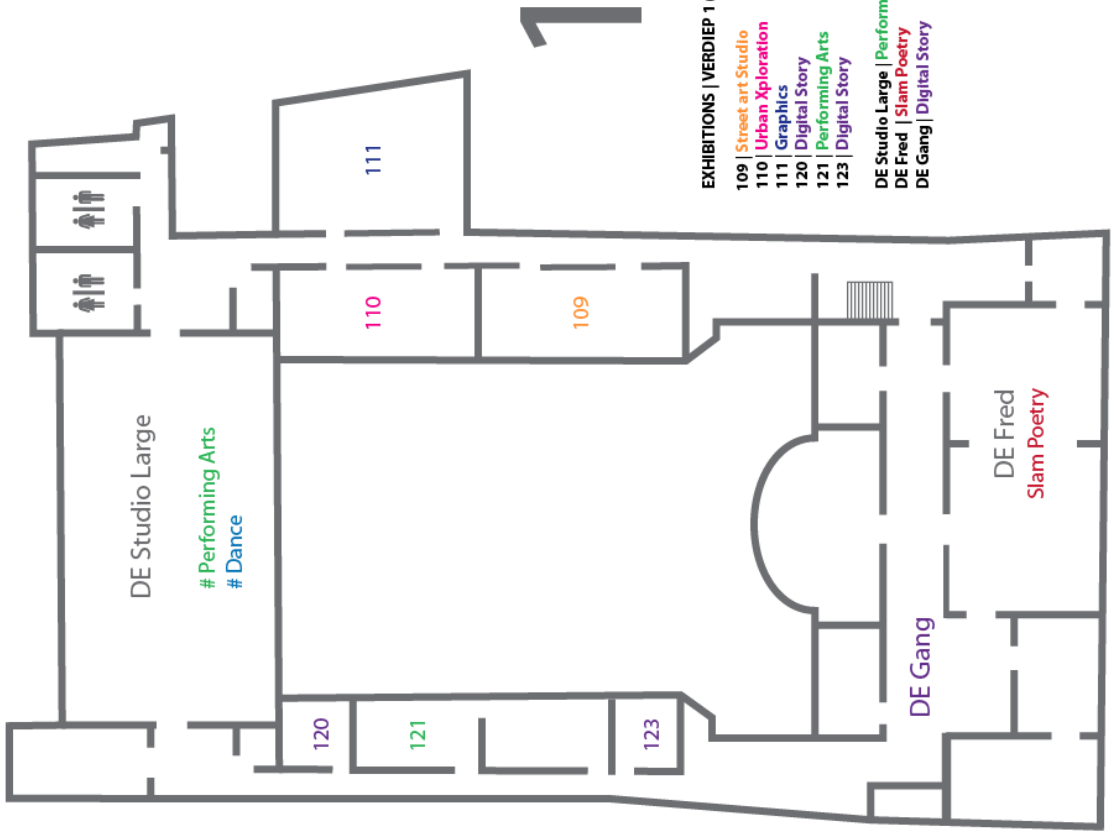 1
EXHIBITIONS | VERDIEP 1
109 | Street art Studio
110 | Urban Xploration
111 | Graphics
120 | Digital Story
121 | Performing Arts
123 | Digital Story
DE Studio Large |
DE Fred | Slam Poetry
DE Gang | Digital Story
DE Studio Large
# Performing Arts
# Dance
111
110
109
120
121
123
DE Gang
DE Fred
Slam Poetry